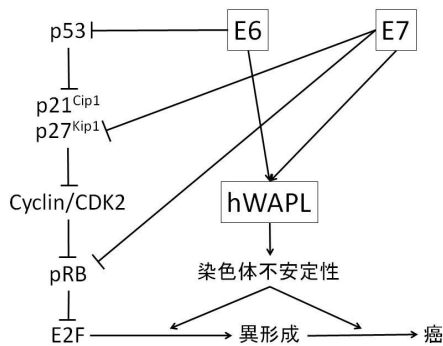 p53 E6 E7
p21Cip1
p27Kip1
Cyclin/CDK2 hWAPL
染色体不安定性
pRB
E2F 異形成 癌